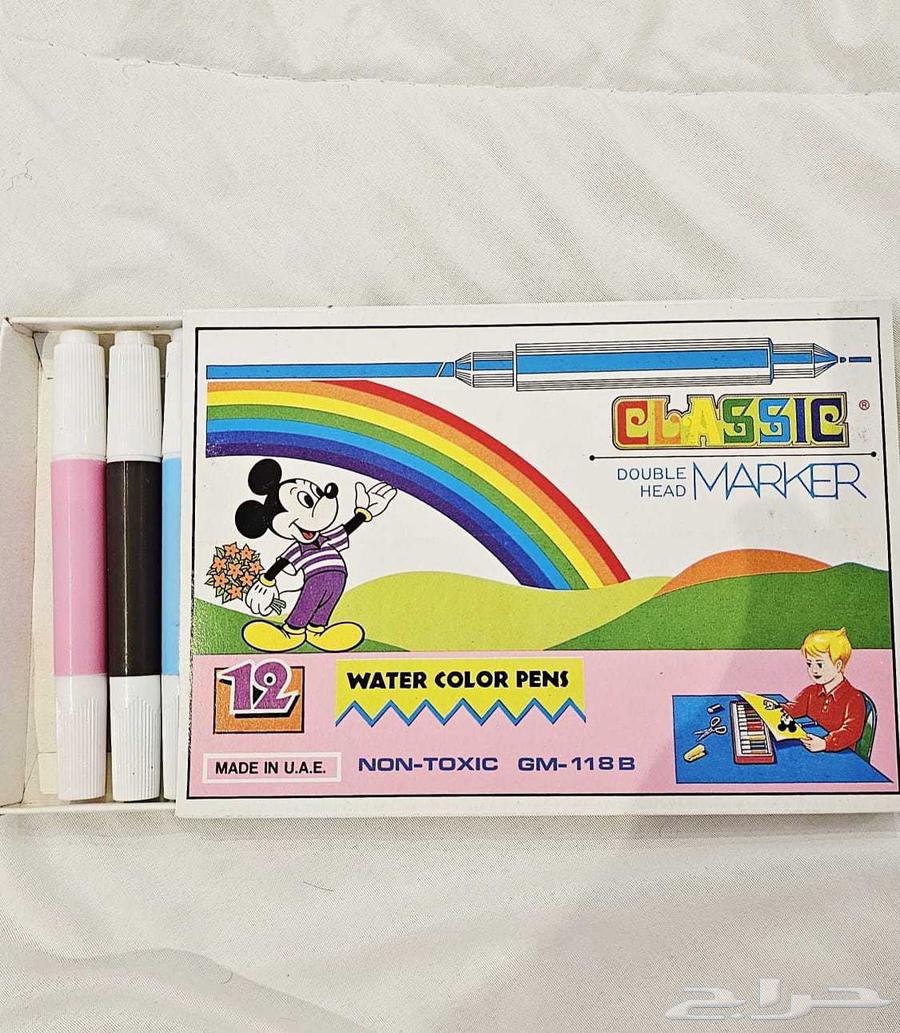 CLASSIC ®
DOUBLE
HEAD MARKER
12
WATER COLOR PENS
MADE IN U.A.E.
NON-TOXIC GM-118B
حراج